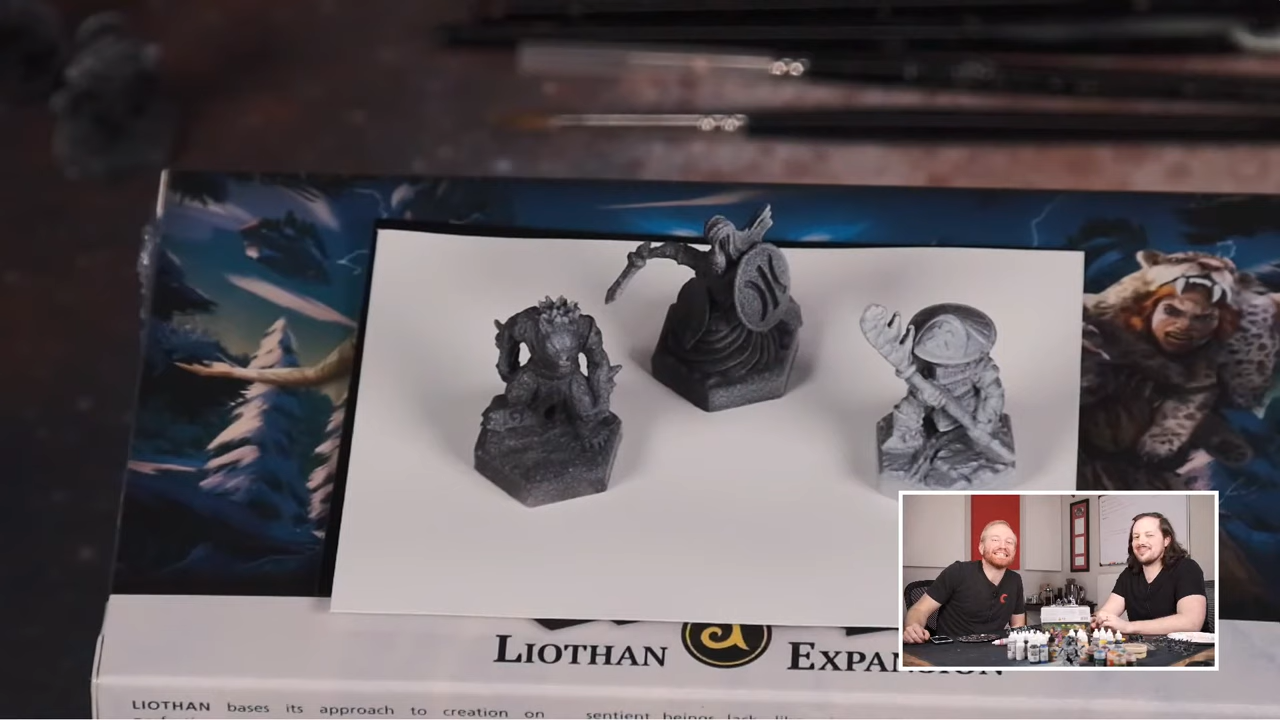 LIOTHAN EXPANSION
LIOTHAN bases its approach to creation on
sentient beings lack